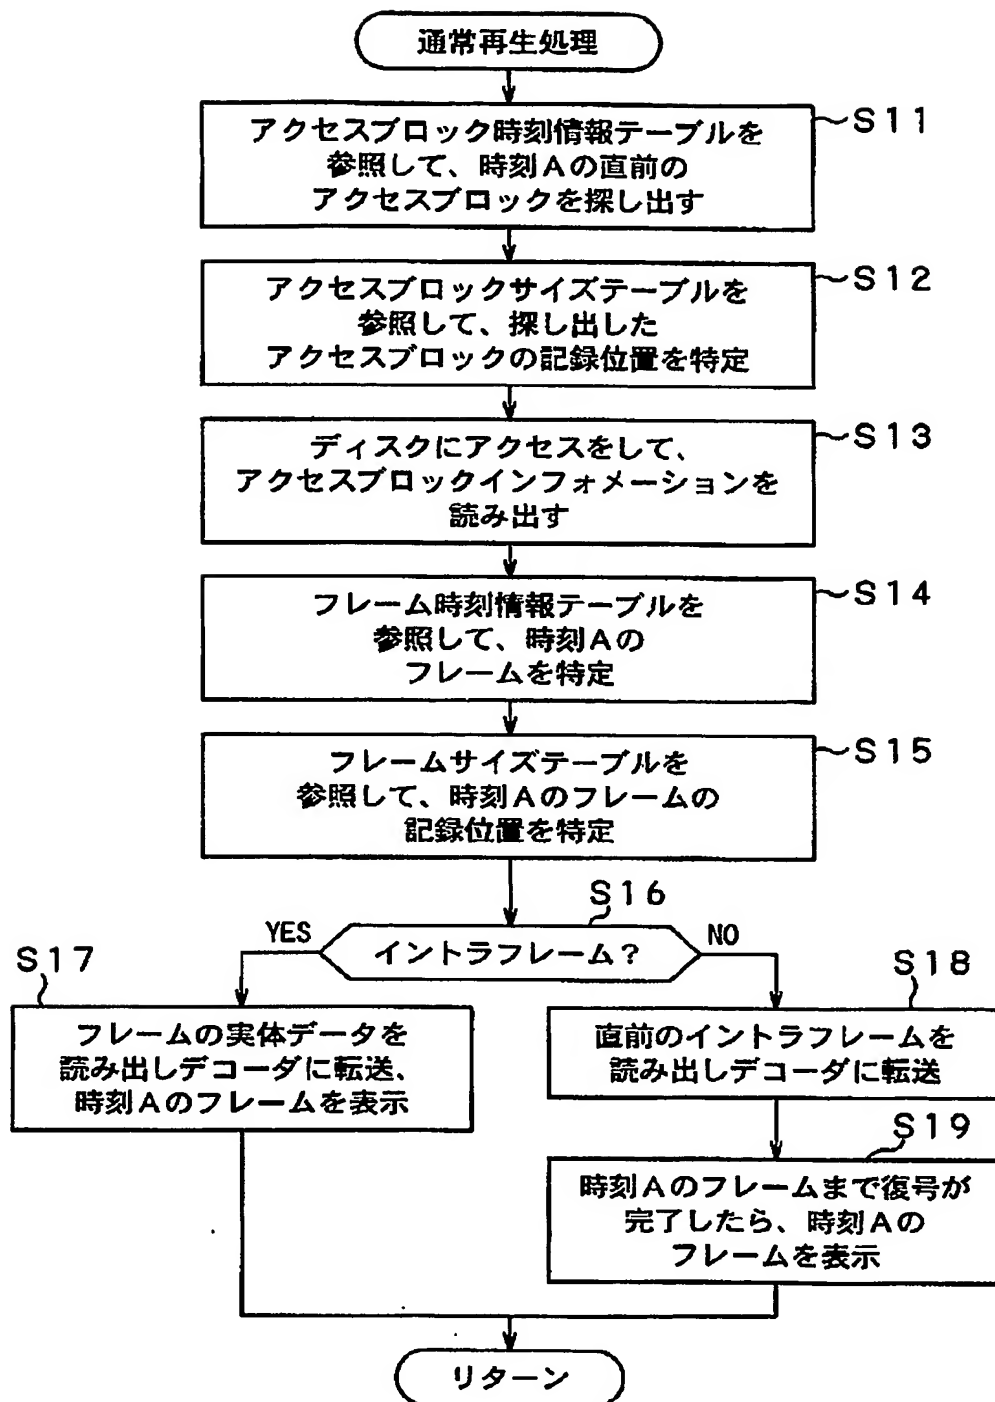 通常再生処理
S11
アクセスブロック時刻情報テーブルを
参照して、時刻Aの直前の
アクセスブロックを探し出す
S12
アクセスブロックサイズテーブルを
参照して、探し出した
アクセスブロックの記録位置を特定
S13
ディスクにアクセスをして、
アクセスブロックインフォメーションを
読み出す
S14
フレーム時刻情報テーブルを
参照して、時刻Aの
フレームを特定
S15
フレームサイズテーブルを
参照して、時刻Aのフレームの
記録位置を特定
S16
YES
イントラフレーム？
NO
S17
フレームの実体データを
読み出しデコーダに転送、
時刻Aのフレームを表示
S18
直前のイントラフレームを
読み出しデコーダに転送
S19
時刻Aのフレームまで復号が
完了したら、時刻Aの
フレームを表示
リターン